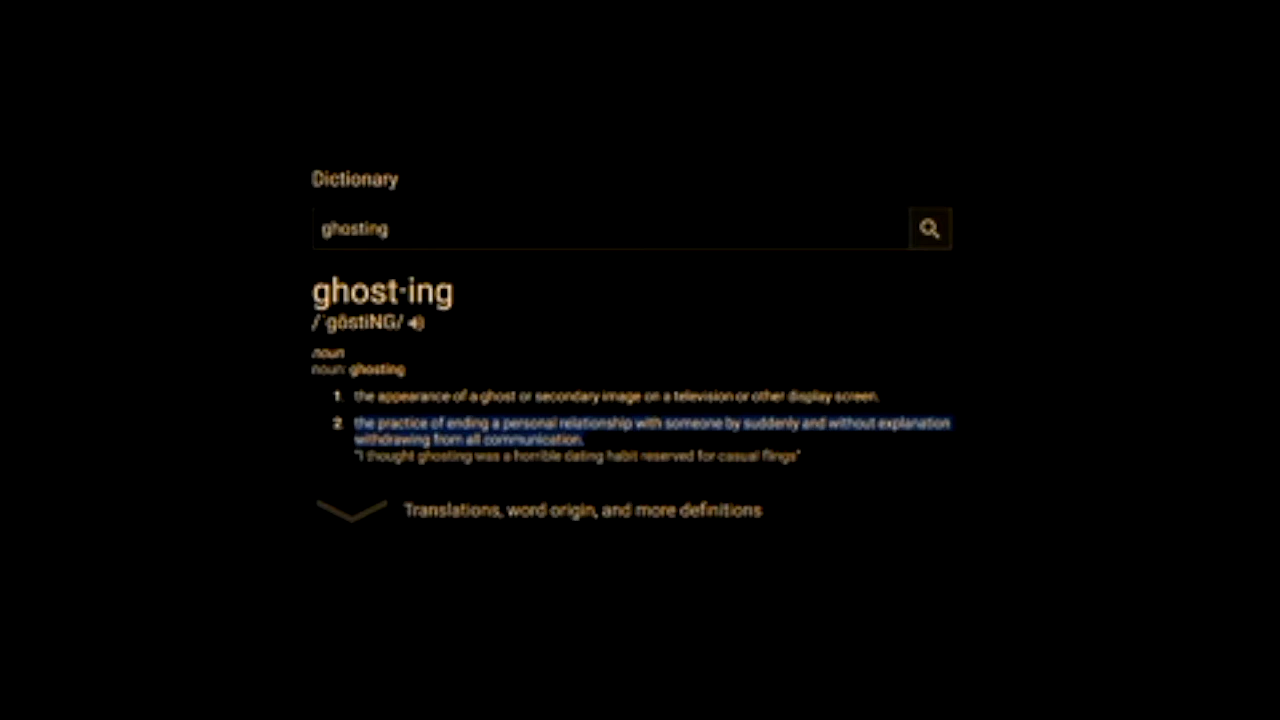 Dictionary
ghosting
ghost·ing
/ˈgōstiNG/
noun
noun: ghosting
1. the appearance of a ghost or secondary image on a television or other display screen.
2. the practice of ending a personal relationship with someone by suddenly and without explanation
withdrawing from all communication.
"I thought ghosting was a horrible dating habit reserved for casual flings"
Translations, word origin, and more definitions